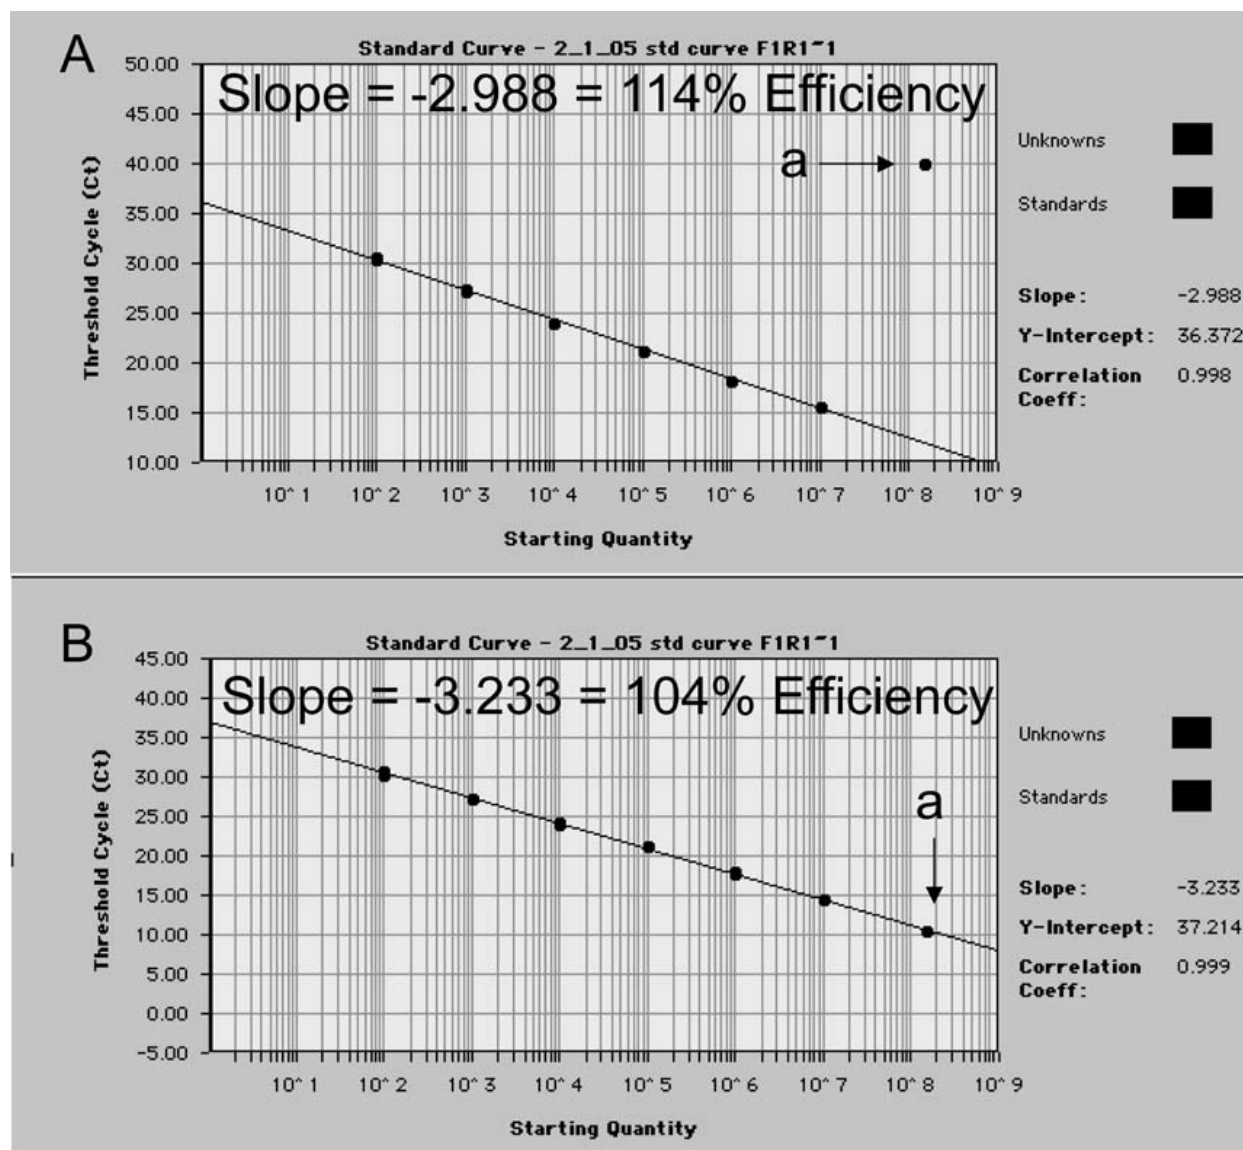 A
Standard Curve - 2_1_05 std curve F1R1~1
Slope = -2.988 = 114% Efficiency
50.00
45.00
40.00
35.00
30.00
25.00
20.00
15.00
10.00
Threshold Cycle (Ct)
a
10^1 10^2 10^3 10^4 10^5 10^6 10^7 10^8 10^9
Starting Quantity
Unknowns
Standards
Slope: -2.988
Y-Intercept: 36.372
Correlation 0.998
Coeff:
B
Standard Curve - 2_1_05 std curve F1R1~1
Slope = -3.233 = 104% Efficiency
45.00
40.00
35.00
30.00
25.00
20.00
15.00
10.00
5.00
0.00
-5.00
Threshold Cycle (Ct)
a
10^1 10^2 10^3 10^4 10^5 10^6 10^7 10^8 10^9
Starting Quantity
Unknowns
Standards
Slope: -3.233
Y-Intercept: 37.214
Correlation 0.999
Coeff: